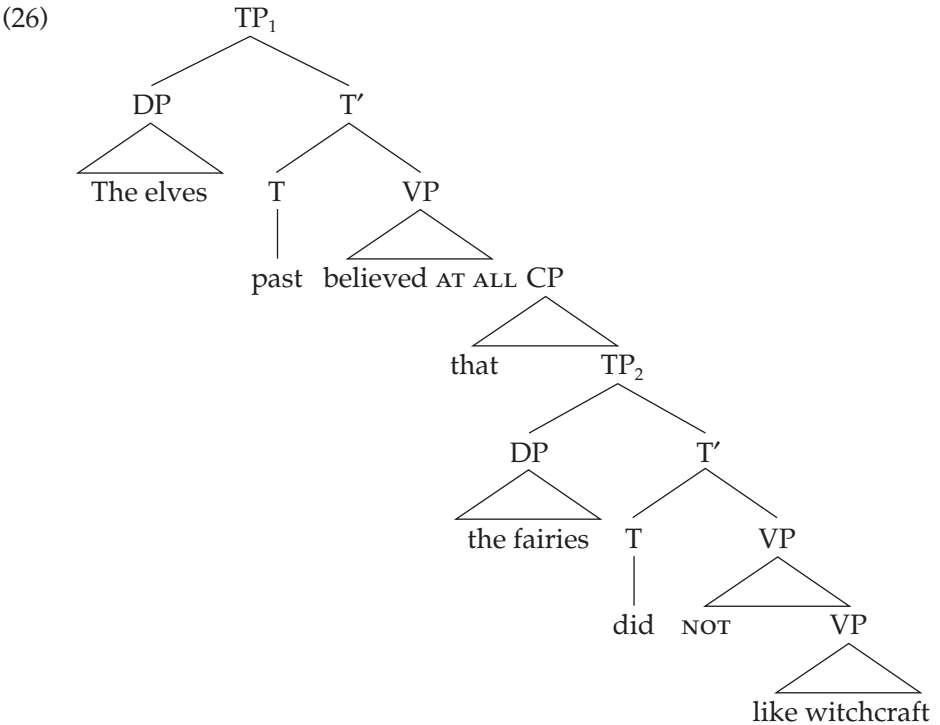 (26) TP₁
DP T′
The elves T VP
past believed AT ALL CP
that TP₂
DP T′
the fairies T VP
did NOT VP
like witchcraft